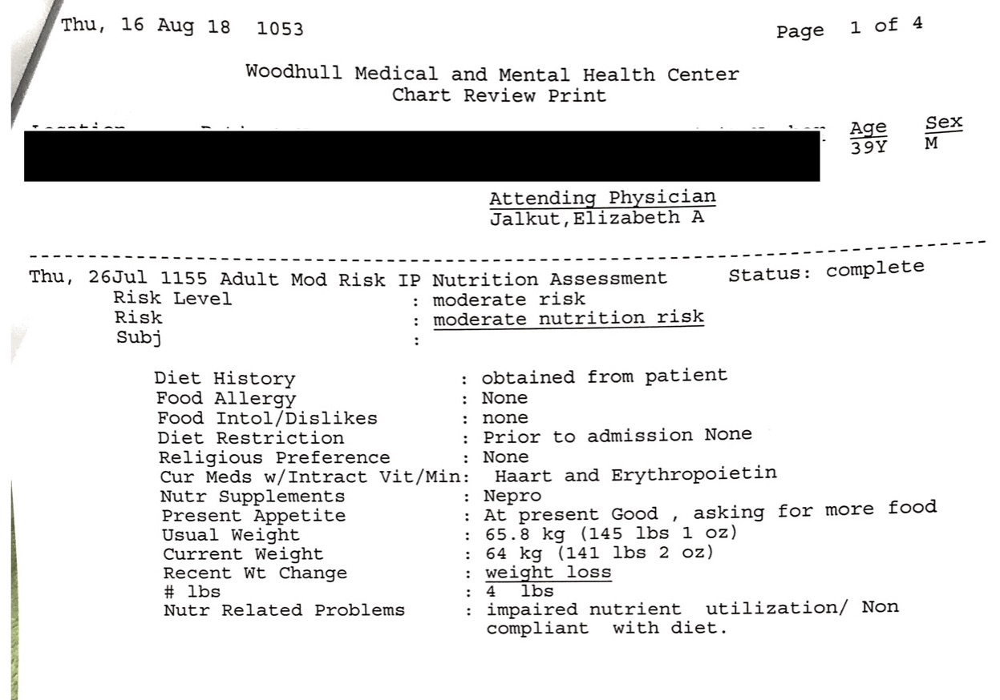 Thu, 16 Aug 18 1053
Page 1 of 4
Woodhull Medical and Mental Health Center
Chart Review Print
Location
Age Sex
39Y M
Attending Physician
Jalkut,Elizabeth A
Thu, 26Jul 1155 Adult Mod Risk IP Nutrition Assessment Status: complete
Risk Level : moderate risk
Risk : moderate nutrition risk
Subj :
Diet History : obtained from patient
Food Allergy : None
Food Intol/Dislikes : none
Diet Restriction : Prior to admission None
Religious Preference : None
Cur Meds w/Intract Vit/Min: Haart and Erythropoietin
Nutr Supplements : Nepro
Present Appetite : At present Good , asking for more food
Usual Weight : 65.8 kg (145 lbs 1 oz)
Current Weight : 64 kg (141 lbs 2 oz)
Recent Wt Change : weight loss
# lbs : 4 lbs
Nutr Related Problems : impaired nutrient utilization/ Non
compliant with diet.